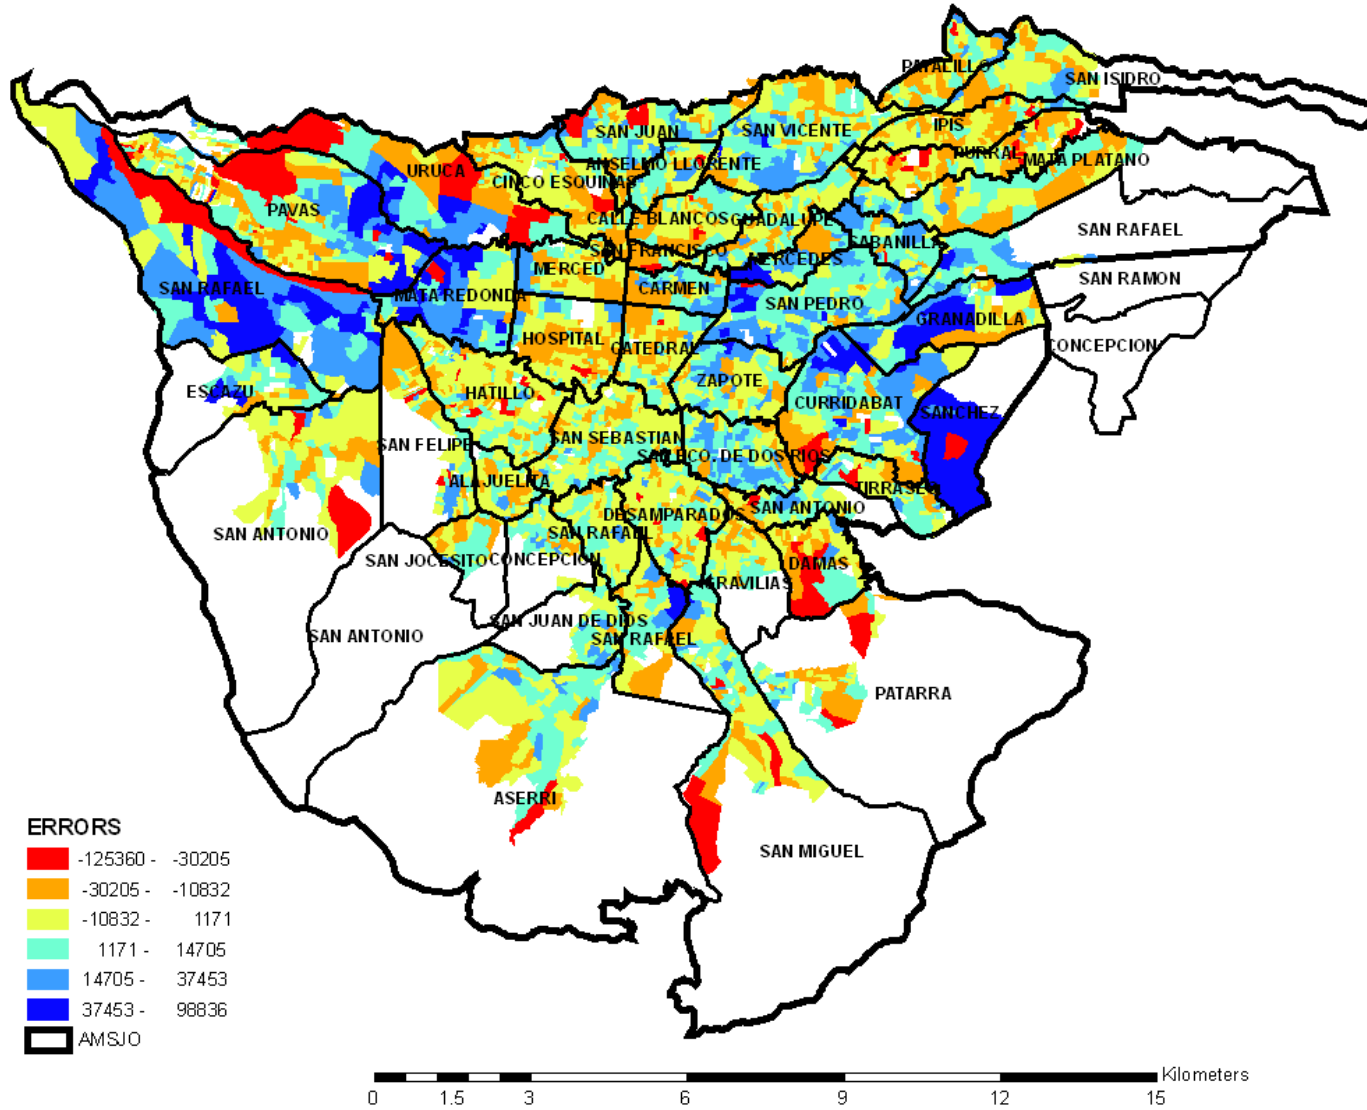 PATALILLO
SAN ISIDRO
SAN JUAN
SAN VICENTE
IPIS
ANSELMO LLORENTE
PURRAL
MATA PLATANO
URUCA
CINCO ESQUINAS
PAVAS
CALLE BLANCOS
GUADALUPE
SAN RAFAEL
SAN FRANCISCO
SABANILLA
MERCEDES
MERCED
SAN RAMON
SAN RAFAEL
MATA REDONDA
CARMEN
SAN PEDRO
GRANADILLA
HOSPITAL
CATEDRAL
CONCEPCION
ESCAZU
HATILLO
ZAPOTE
CURRIDABAT
SANCHEZ
SAN FELIPE
SAN SEBASTIAN
SAN FCO. DE DOS RIOS
ALAJUELITA
TIRRASES
DESAMPARADOS
SAN ANTONIO
SAN ANTONIO
SAN RAFAEL
SAN JOCESITO
CONCEPCION
DAMAS
GRAVILIAS
SAN JUAN DE DIOS
SAN ANTONIO
SAN RAFAEL
PATARRA
ASERRI
SAN MIGUEL
ERRORS
-125360 - -30205
-30205 - -10832
-10832 - 1171
1171 - 14705
14705 - 37453
37453 - 98836
AMSJO
Kilometers
0 1.5 3 6 9 12 15